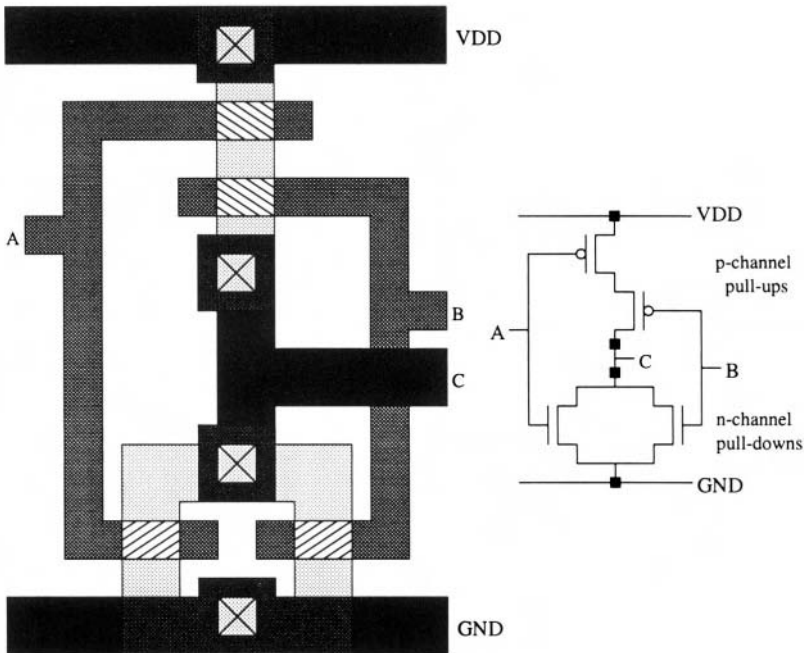 VDD
A
B
C
GND
VDD
p-channel
pull-ups
A
C
B
n-channel
pull-downs
GND